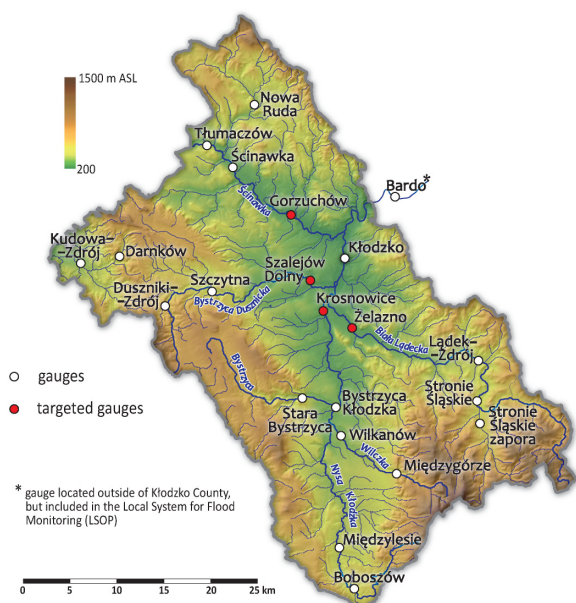 1500 m ASL
200
Nowa
Ruda
Tłumaczów
Ścinawka
Bardo*
Ścinawka
Gorzuchów
Kudowa–
–Zdrój
Darnków
Kłodzko
Szalejów
Dolny
Szczytna
Duszniki–
–Zdrój
Bystrzyca Dusznicka
Krosnowice
Żelazno
Biała Lądecka
Lądek–
–Zdrój
Bystrzyca
gauges
targeted gauges
Stronie
Śląskie
Bystrzyca
Kłodzka
Stara
Bystrzyca
Stronie
Śląskie
zapora
Wilkanów
Wilczka
Międzygórze
Nysa Kłodzka
* gauge located outside of Kłodzko County,
but included in the Local System for Flood
Monitoring (LSOP)
Międzylesie
Boboszów
0 5 10 15 20 25 km